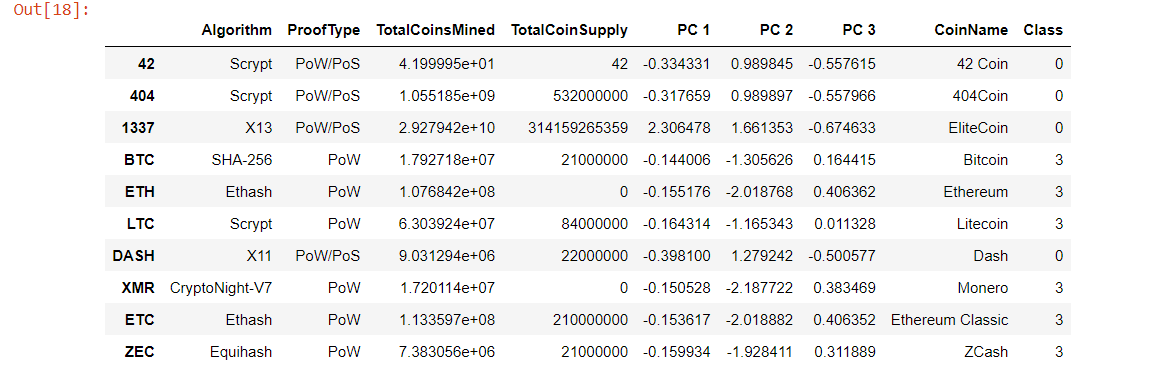 Out[18]:
Algorithm ProofType TotalCoinsMined TotalCoinSupply PC 1 PC 2 PC 3 CoinName Class
42 Scrypt PoW/PoS 4.199995e+01 42 -0.334331 0.989845 -0.557615 42 Coin 0
404 Scrypt PoW/PoS 1.055185e+09 532000000 -0.317659 0.989897 -0.557966 404Coin 0
1337 X13 PoW/PoS 2.927942e+10 314159265359 2.306478 1.661353 -0.674633 EliteCoin 0
BTC SHA-256 PoW 1.792718e+07 21000000 -0.144006 -1.305626 0.164415 Bitcoin 3
ETH Ethash PoW 1.076842e+08 0 -0.155176 -2.018768 0.406362 Ethereum 3
LTC Scrypt PoW 6.303924e+07 84000000 -0.164314 -1.165343 0.011328 Litecoin 3
DASH X11 PoW/PoS 9.031294e+06 22000000 -0.398100 1.279242 -0.500577 Dash 0
XMR CryptoNight-V7 PoW 1.720114e+07 0 -0.150528 -2.187722 0.383469 Monero 3
ETC Ethash PoW 1.133597e+08 210000000 -0.153617 -2.018882 0.406352 Ethereum Classic 3
ZEC Equihash PoW 7.383056e+06 21000000 -0.159934 -1.928411 0.311889 ZCash 3